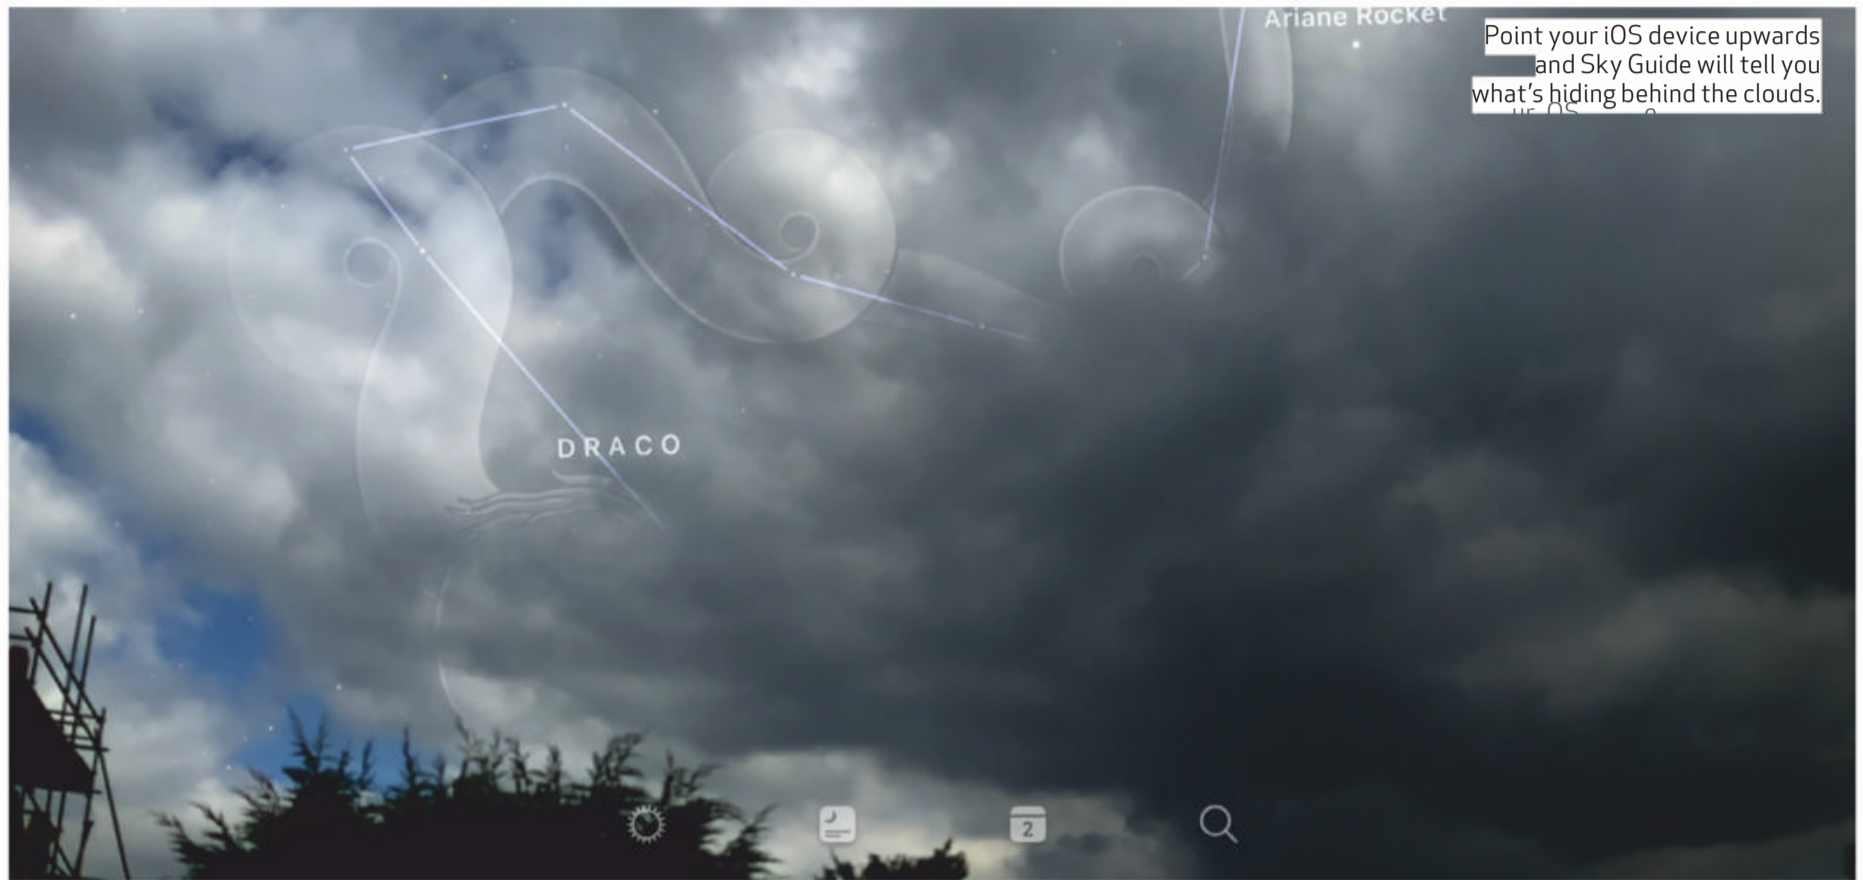 Ariane Rocket
Point your iOS device upwards
and Sky Guide will tell you
what's hiding behind the clouds.
DRACO
2